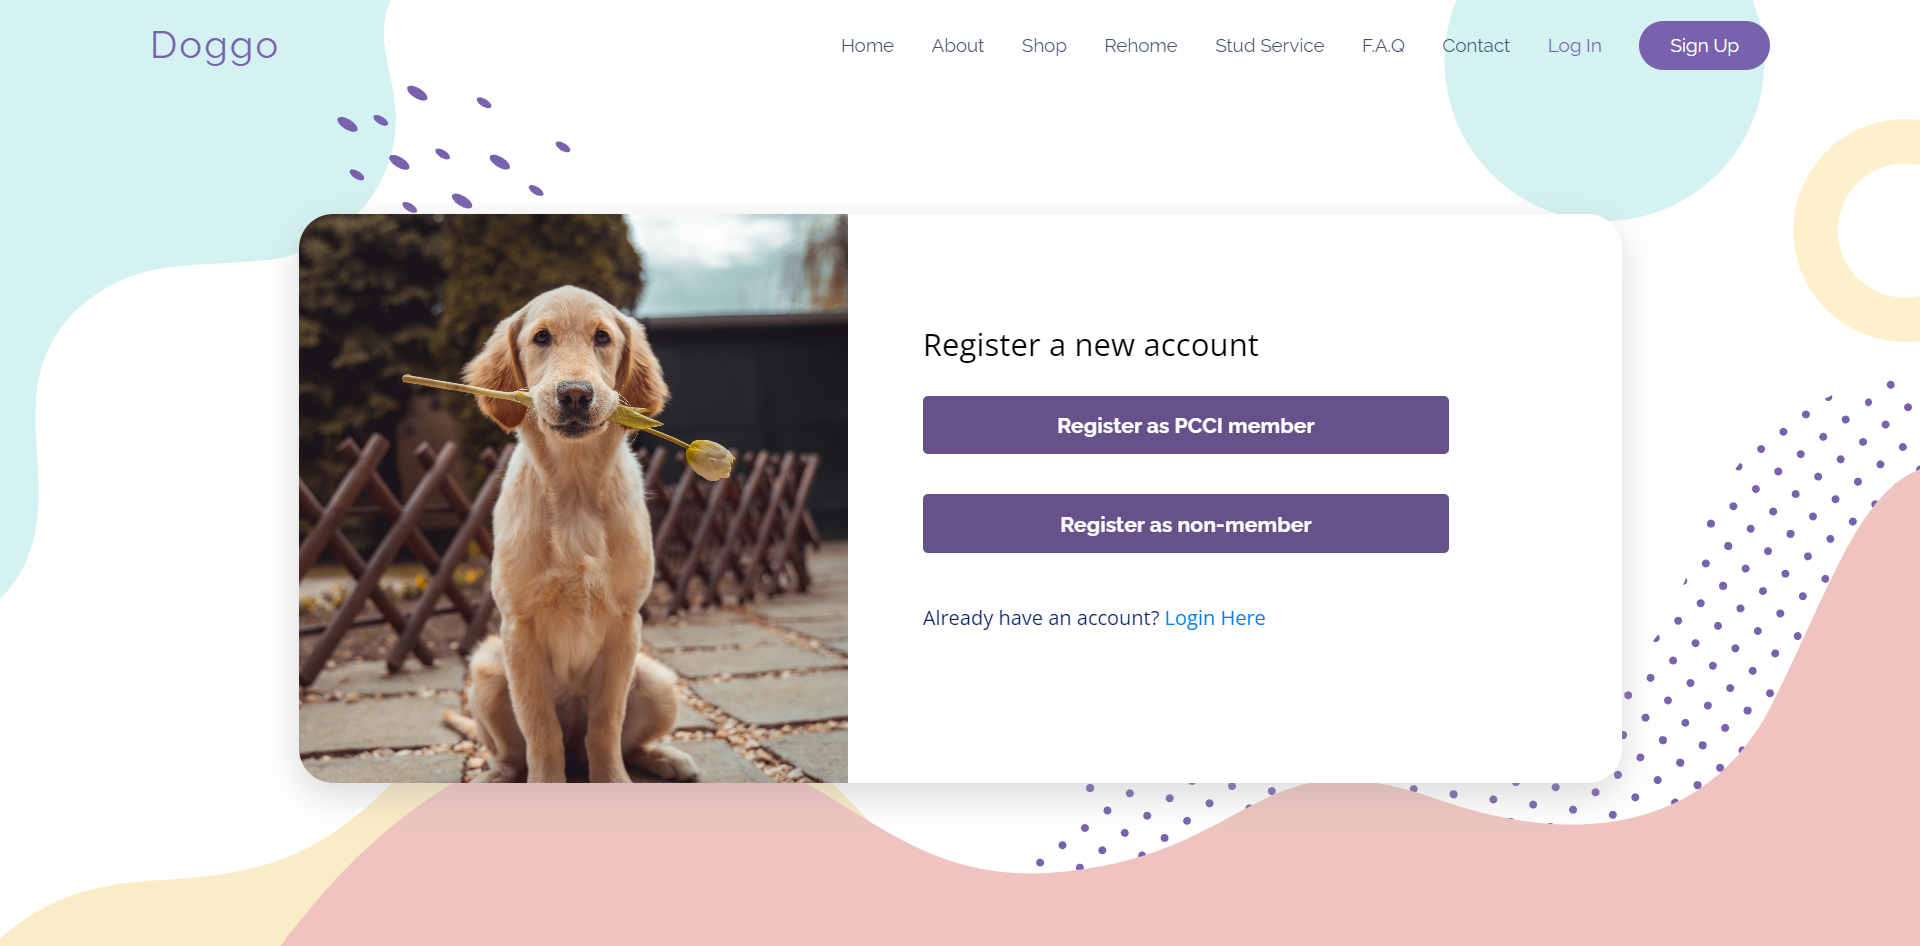 Doggo
Home About Shop Rehome Stud Service F.A.Q Contact Log In Sign Up
Register a new account
Register as PCCI member
Register as non-member
Already have an account? Login Here